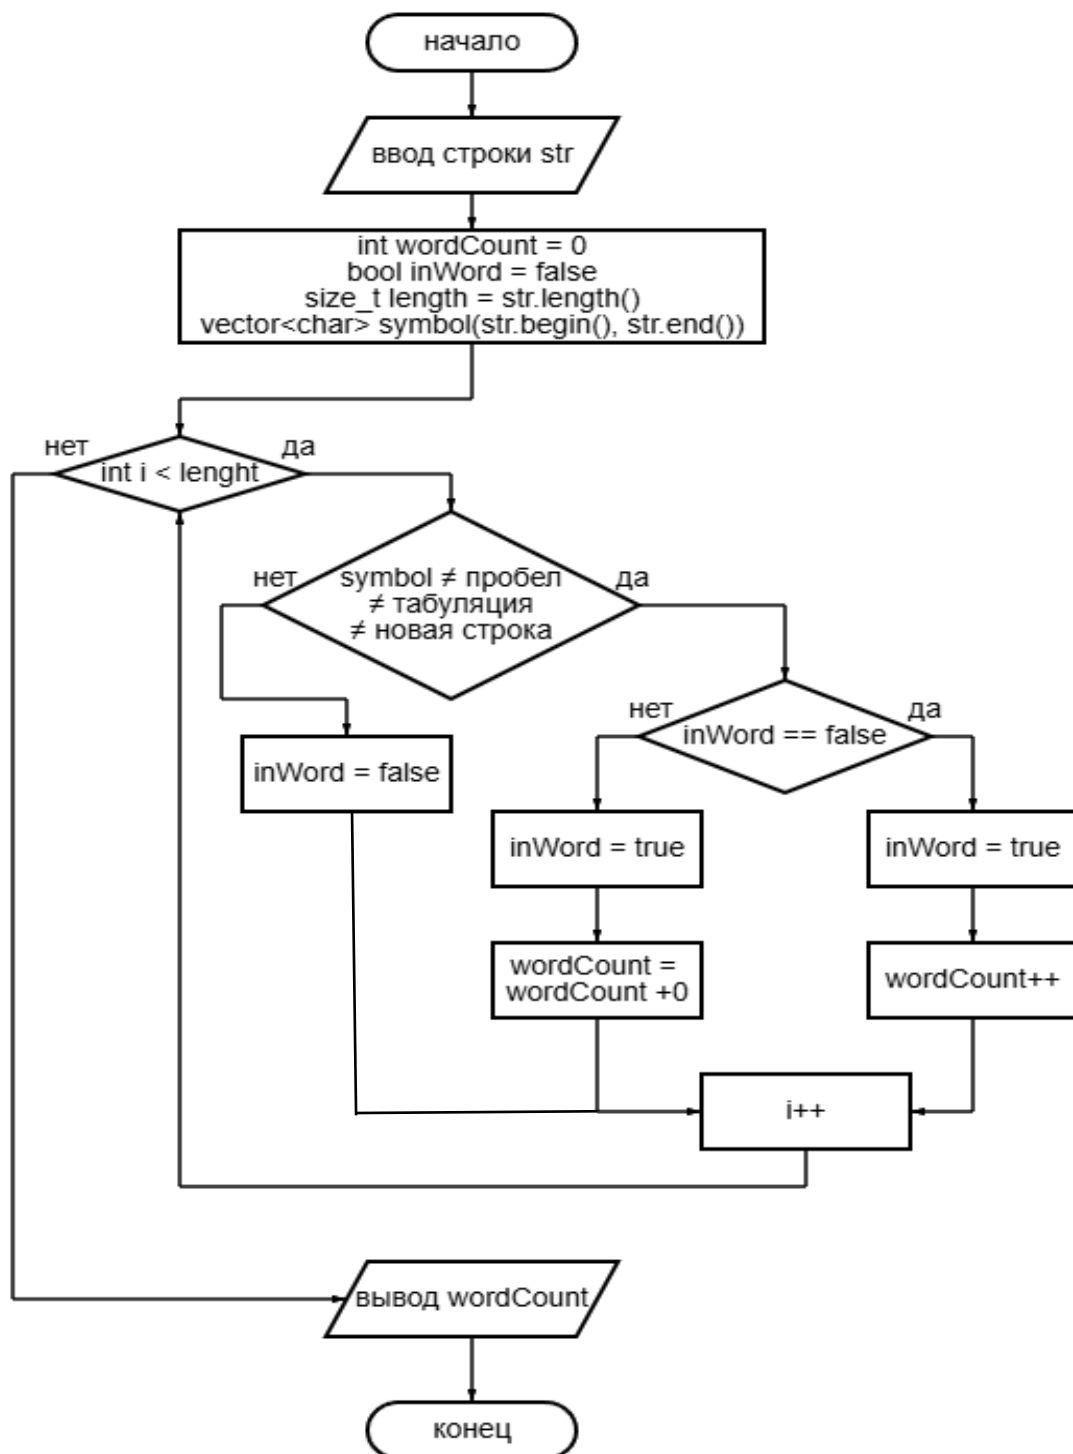 начало
ввод строки str
int wordCount = 0
bool inWord = false
size_t length = str.length()
vector<char> symbol(str.begin(), str.end())
нет
да
int i < lenght
нет
да
symbol ≠ пробел
≠ табуляция
≠ новая строка
нет
да
inWord == false
inWord = false
inWord = true
inWord = true
wordCount =
wordCount +0
wordCount++
i++
вывод wordCount
конец